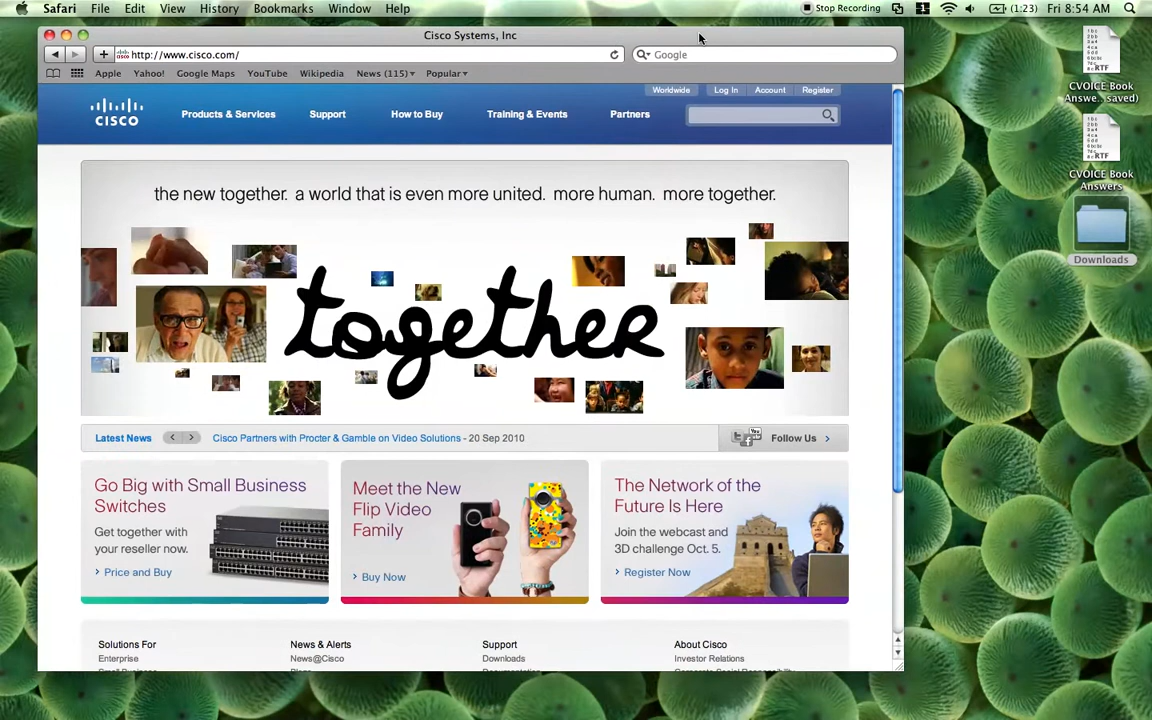 Safari File Edit View History Bookmarks Window Help Stop Recording 1 (1:23) Fri 8:54 AM
Cisco Systems, Inc
http://www.cisco.com/ Google
Apple Yahoo! Google Maps YouTube Wikipedia News (115) Popular
Worldwide Log In Account Register
CISCO Products & Services Support How to Buy Training & Events Partners
the new together. a world that is even more united. more human. more together.
together
Latest News Cisco Partners with Procter & Gamble on Video Solutions - 20 Sep 2010 You Follow Us
Go Big with Small Business
Switches
Get together with
your reseller now.
Price and Buy
Meet the New
Flip Video
Family
Buy Now
The Network of the
Future Is Here
Join the webcast and
3D challenge Oct. 5.
Register Now
Solutions For News & Alerts Support About Cisco
Enterprise News@Cisco Downloads Investor Relations
RTF
CVOICE Book
Answe.. saved)
RTF
CVOICE Book
Answers
Downloads